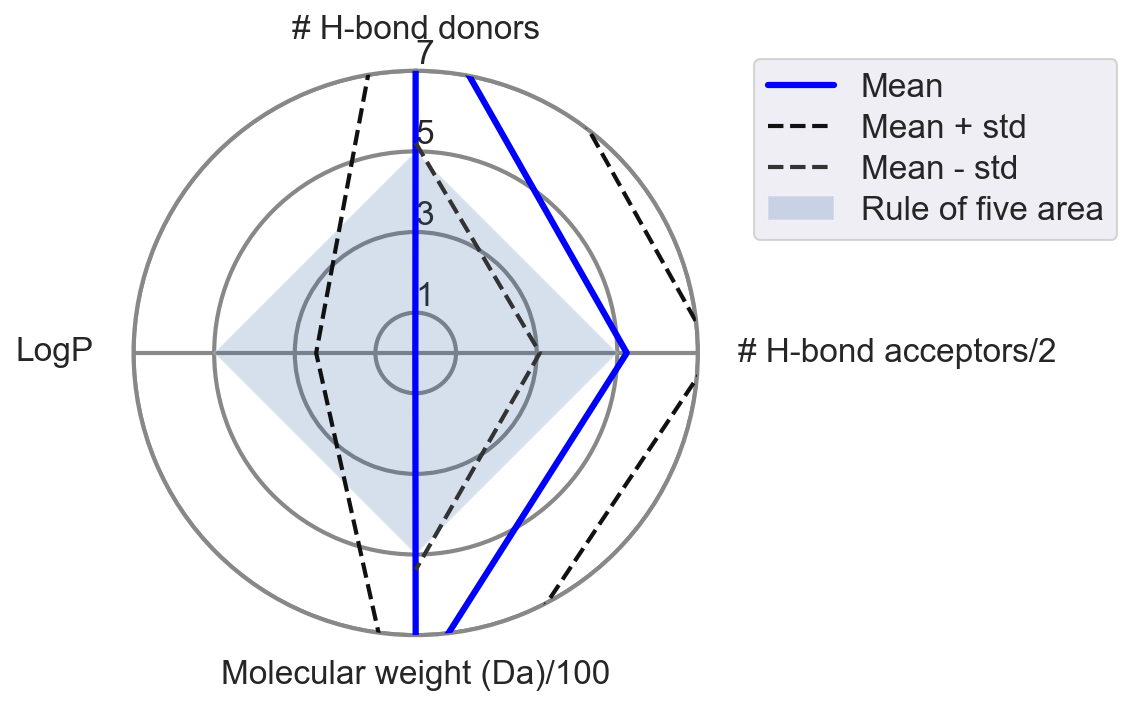 # H-bond donors
7
5
3
1
LogP
# H-bond acceptors/2
Molecular weight (Da)/100
Mean
Mean + std
Mean - std
Rule of five area